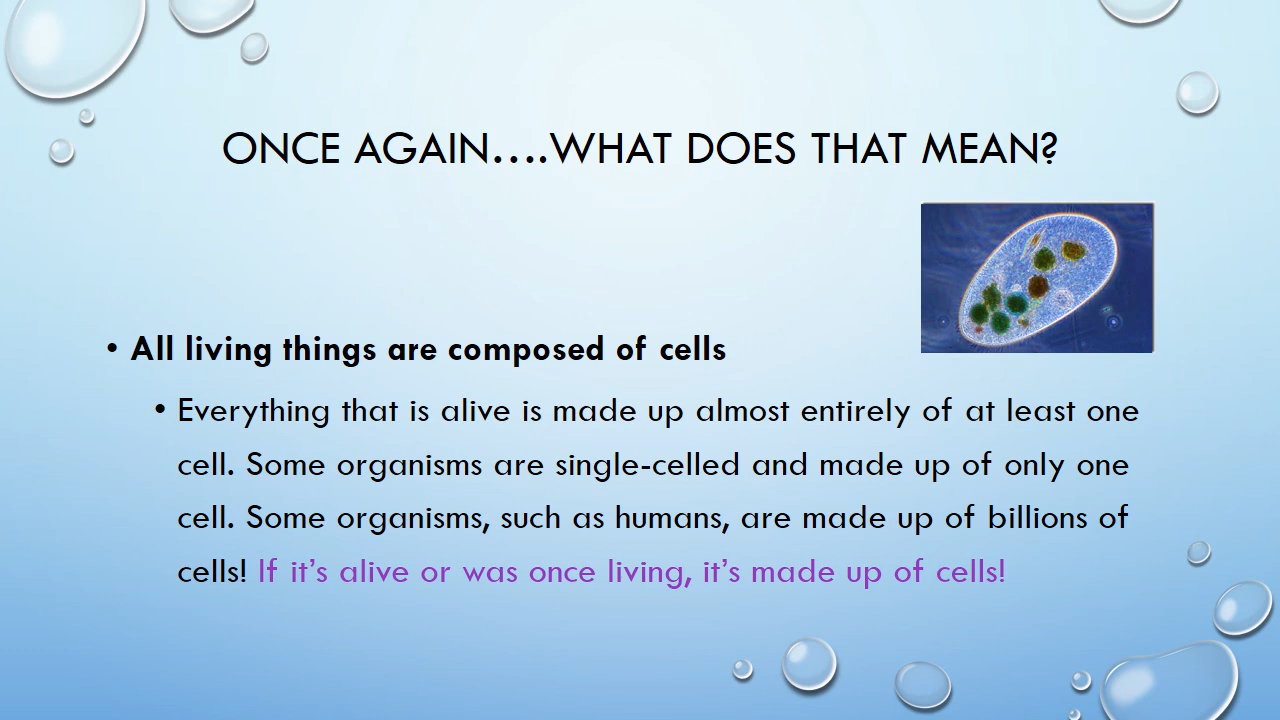 ONCE AGAIN….WHAT DOES THAT MEAN?
• All living things are composed of cells
• Everything that is alive is made up almost entirely of at least one
cell. Some organisms are single-celled and made up of only one
cell. Some organisms, such as humans, are made up of billions of
cells! If it’s alive or was once living, it’s made up of cells!